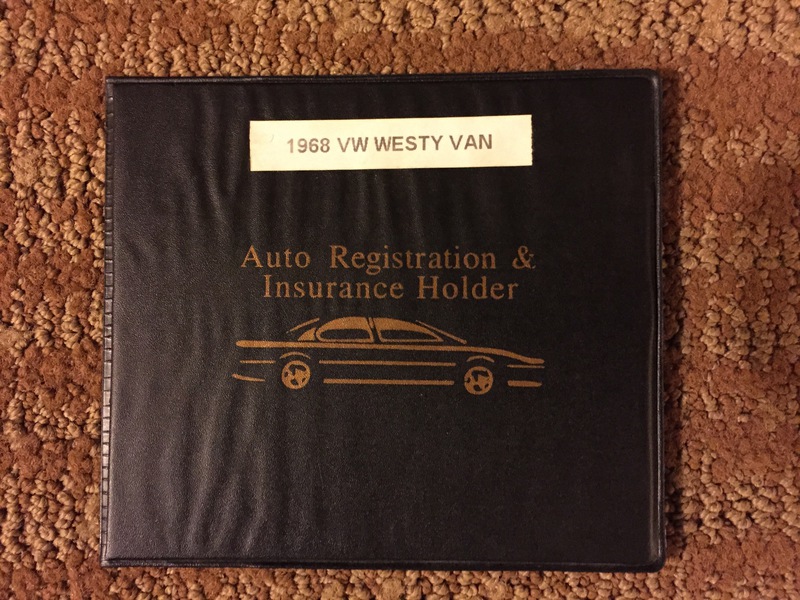 1968 VW WESTY VAN
Auto Registration &
Insurance Holder